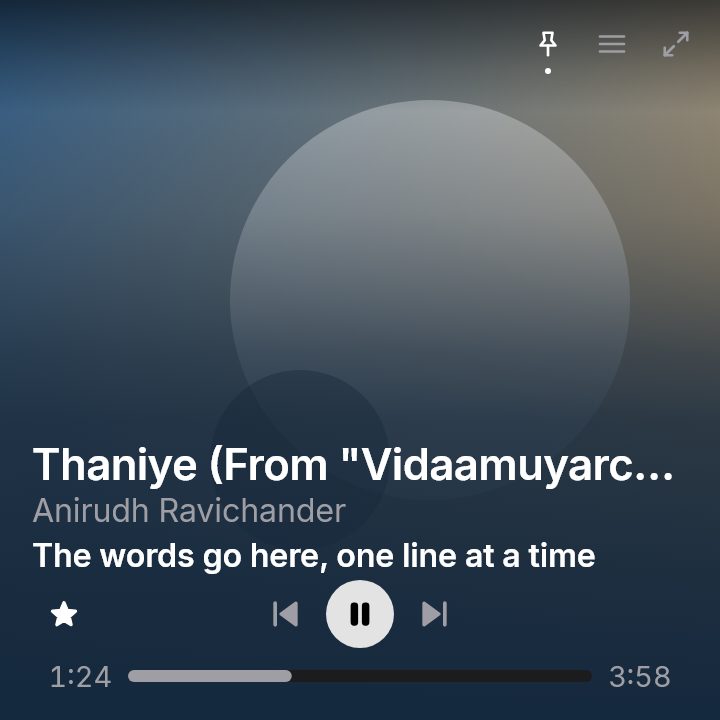 Thaniye (From "Vidaamuyarc...
Anirudh Ravichander
The words go here, one line at a time
1:24
3:58